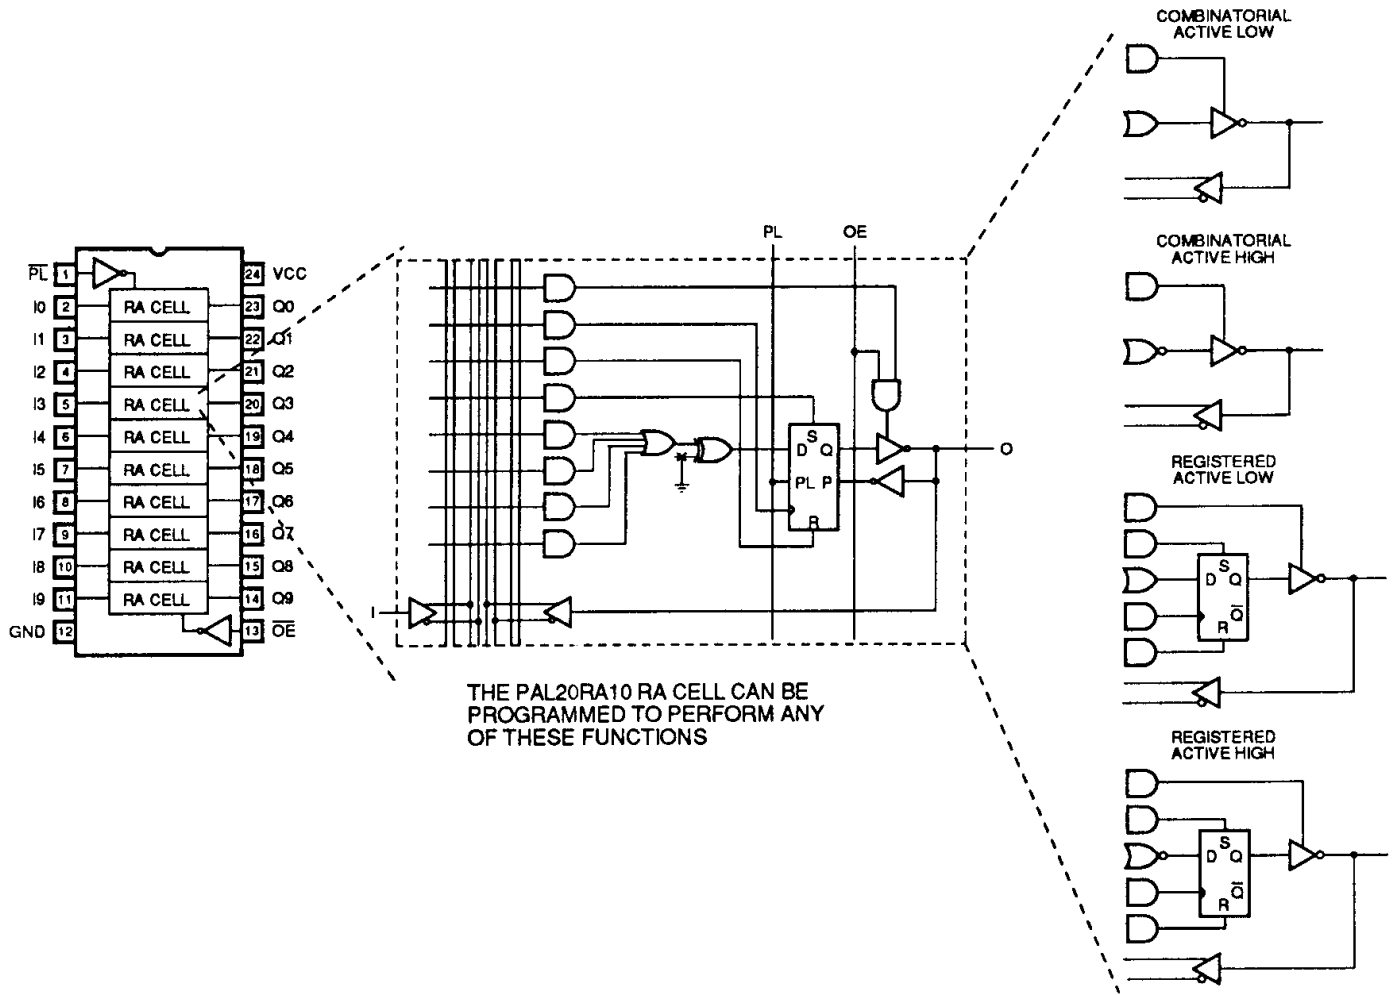 COMBINATORIAL
ACTIVE LOW
COMBINATORIAL
ACTIVE HIGH
REGISTERED
ACTIVE LOW
S
D Q
Q̅
R
REGISTERED
ACTIVE HIGH
S
D Q
Q̅
R
P̅L̅ 1 24 VCC
I0 2 RA CELL 23 Q0
I1 3 RA CELL 22 Q1
I2 4 RA CELL 21 Q2
I3 5 RA CELL 20 Q3
I4 6 RA CELL 19 Q4
I5 7 RA CELL 18 Q5
I6 8 RA CELL 17 Q6
I7 9 RA CELL 16 Q7
I8 10 RA CELL 15 Q8
I9 11 RA CELL 14 Q9
GND 12 13 O̅E̅
PL OE
S
D Q
PL P
R
O
I
THE PAL20RA10 RA CELL CAN BE
PROGRAMMED TO PERFORM ANY
OF THESE FUNCTIONS